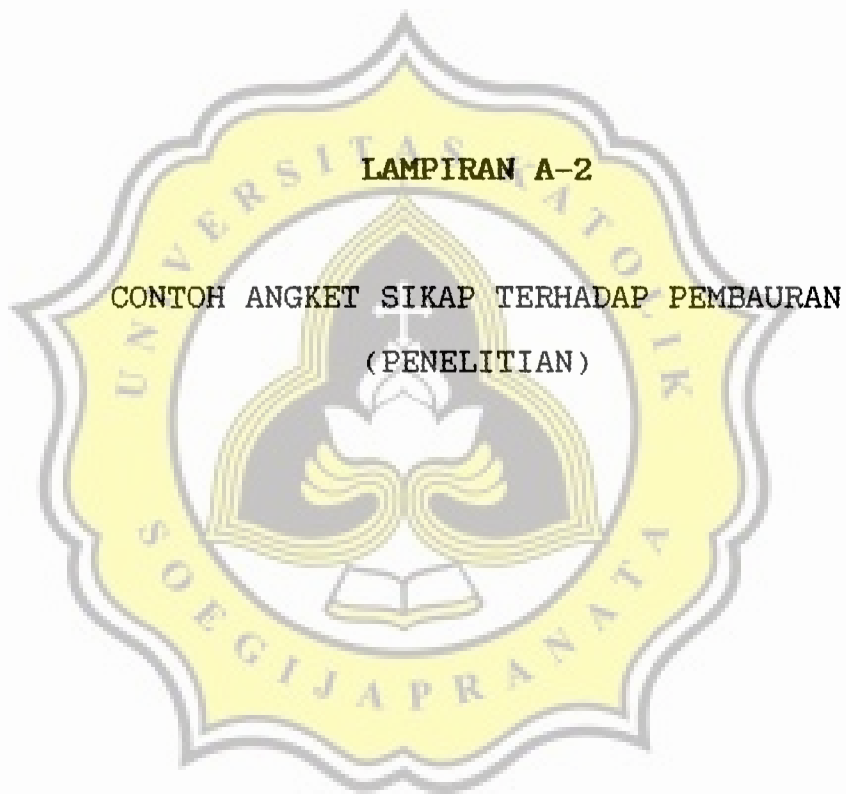 LAMPIRAN A-2
CONTOH ANGKET SIKAP TERHADAP PEMBAURAN
(PENELITIAN)
UNIVERSITAS KATOLIK
SOEGIJAPRANATA